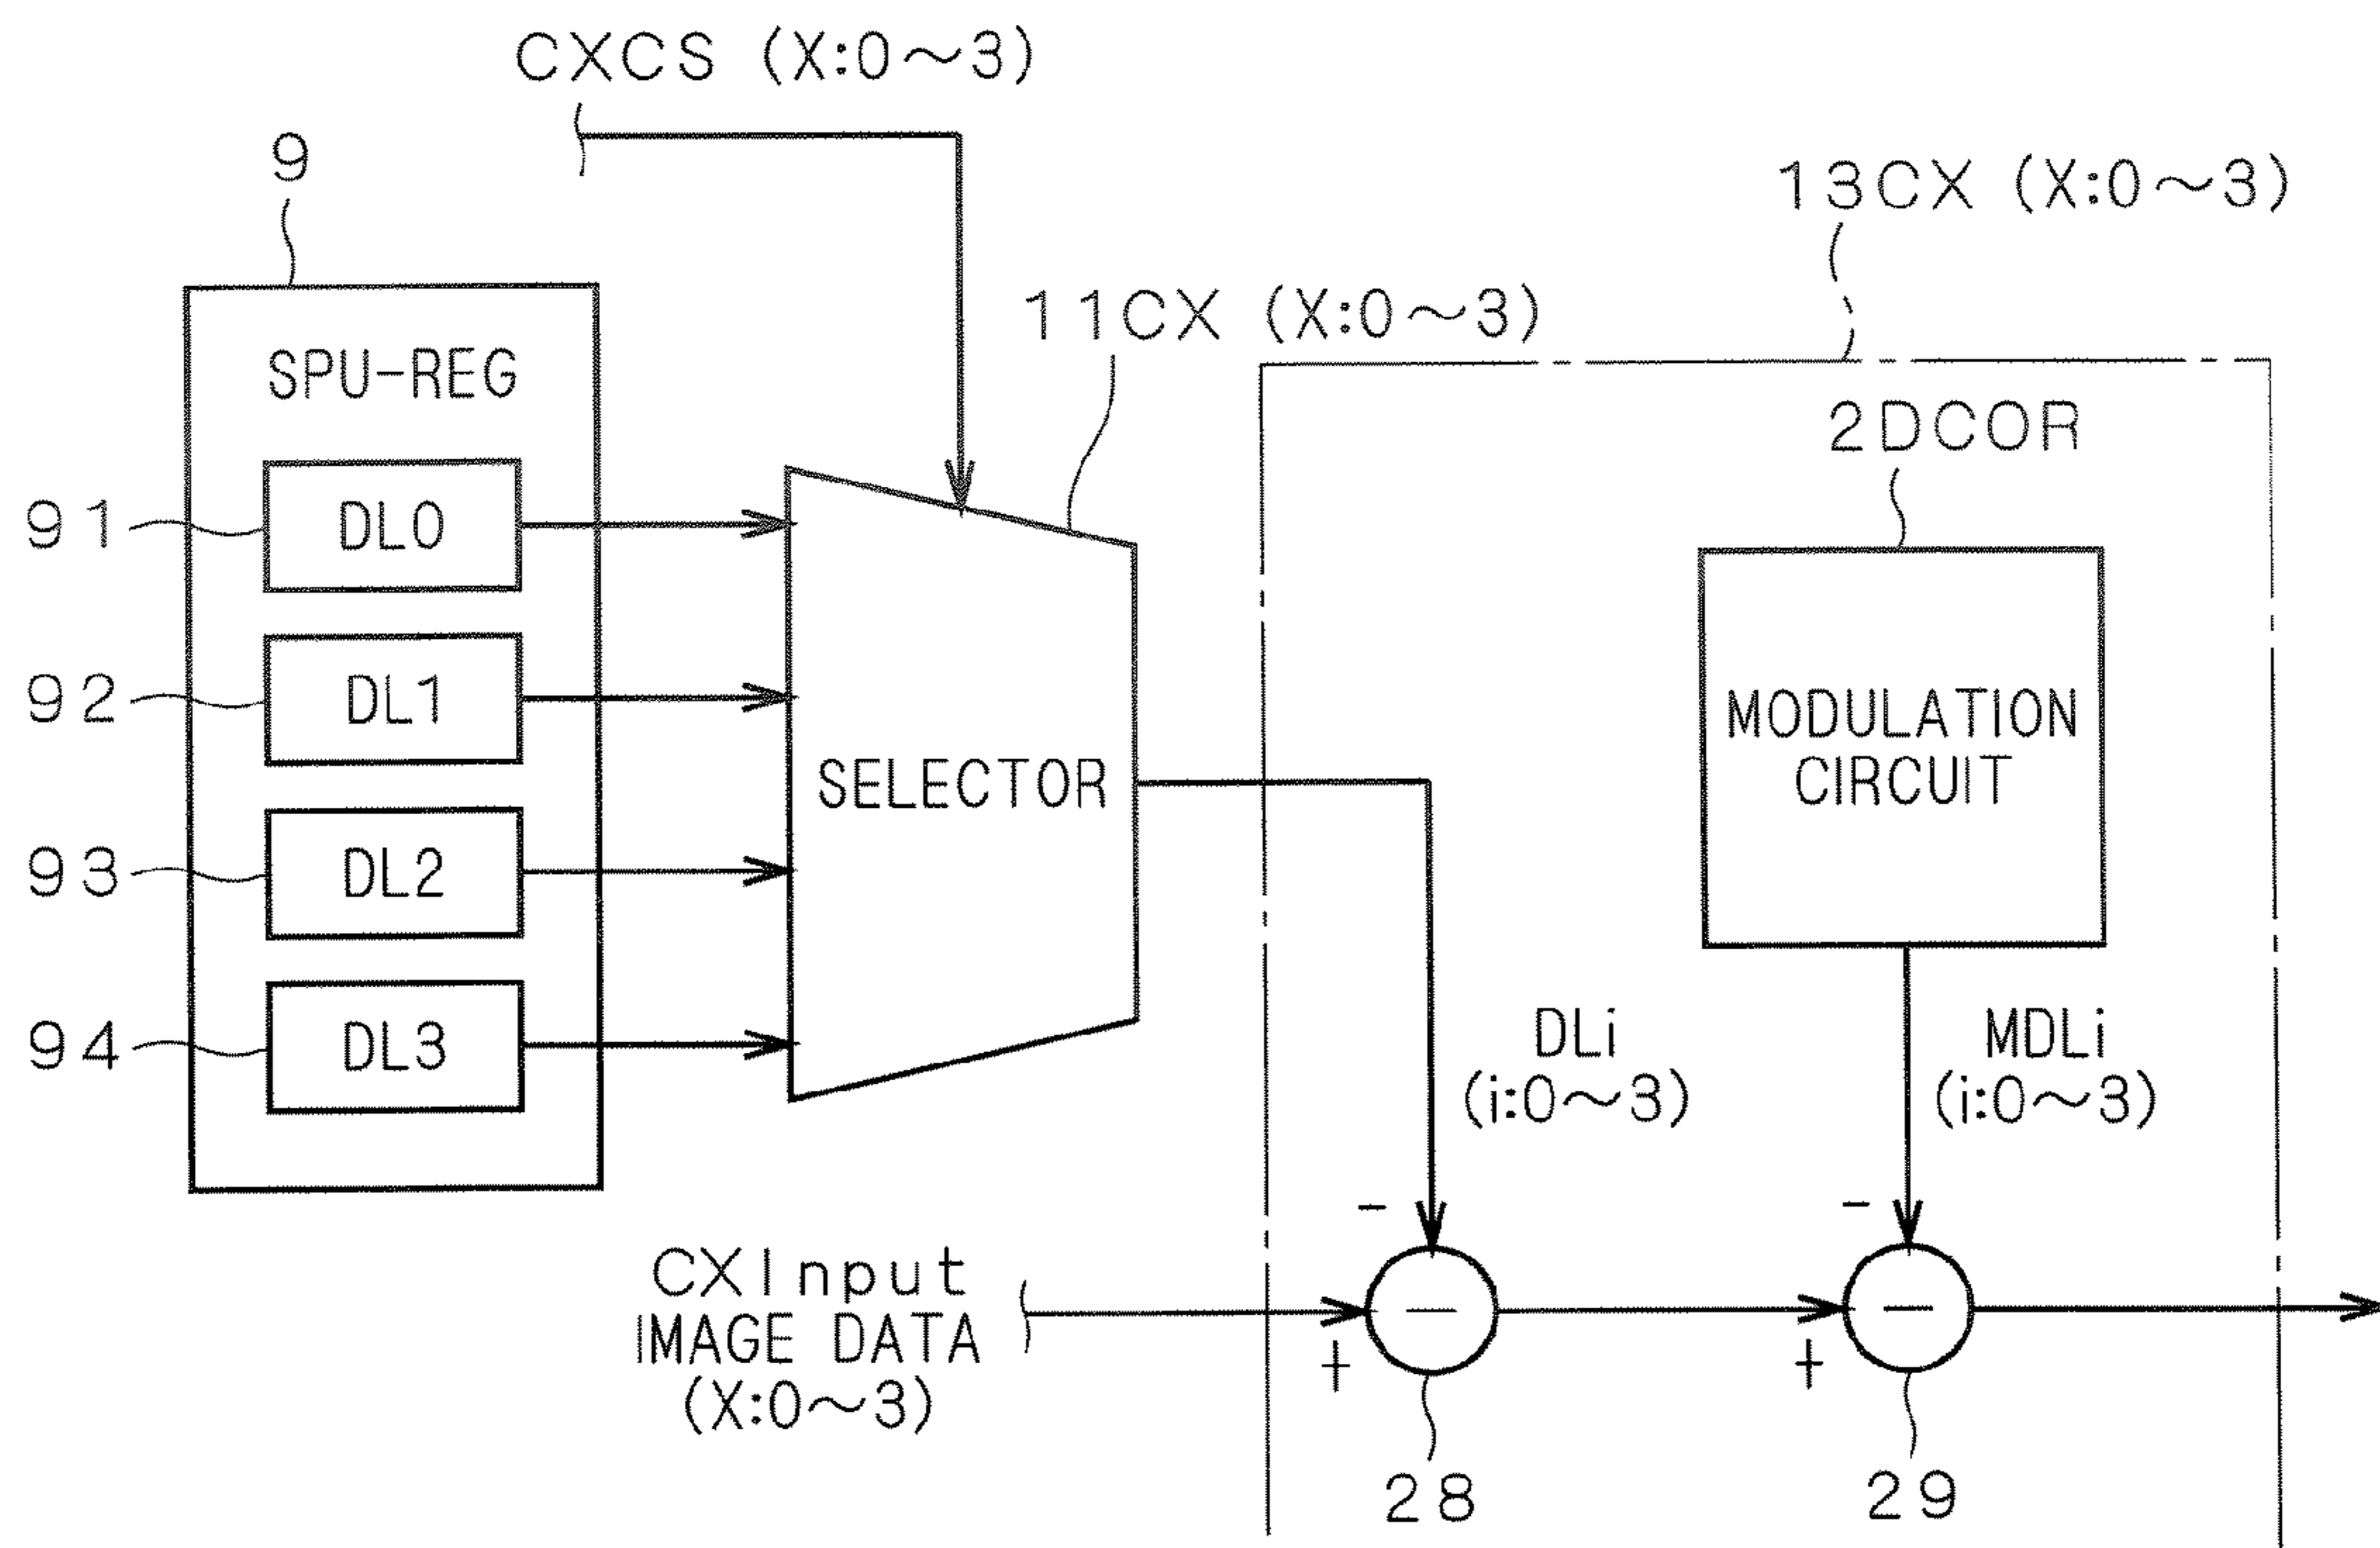 CXCS (X:0~3)
9
13CX (X:0~3)
11CX (X:0~3)
SPU-REG
2DCOR
91
DL0
92
DL1
MODULATION
CIRCUIT
SELECTOR
93
DL2
94
DL3
DLi
(i:0~3)
MDLi
(i:0~3)
-
-
CXInput
IMAGE DATA
(X:0~3)
—
—
+
+
28
29